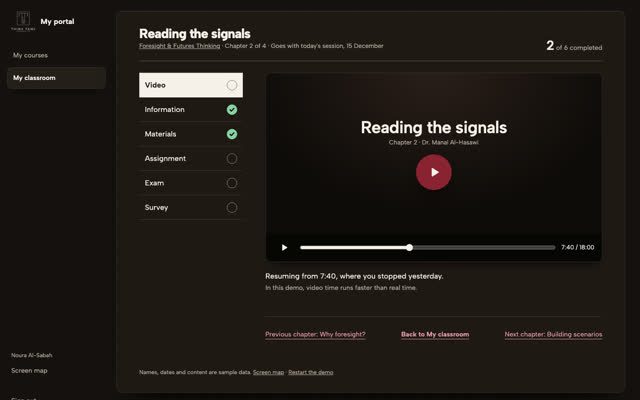 THINK TANK
My portal
My courses
My classroom
Noura Al-Sabah
Screen map
Reading the signals
Foresight & Futures Thinking · Chapter 2 of 4 · Goes with today's session, 15 December
2 of 6 completed
Video
Information
Materials
Assignment
Exam
Survey
Reading the signals
Chapter 2 · Dr. Manal Al-Hasawi
7:40 / 18:00
Resuming from 7:40, where you stopped yesterday.
In this demo, video time runs faster than real time.
Previous chapter: Why foresight?
Back to My classroom
Next chapter: Building scenarios
Names, dates and content are sample data. Screen map · Restart the demo